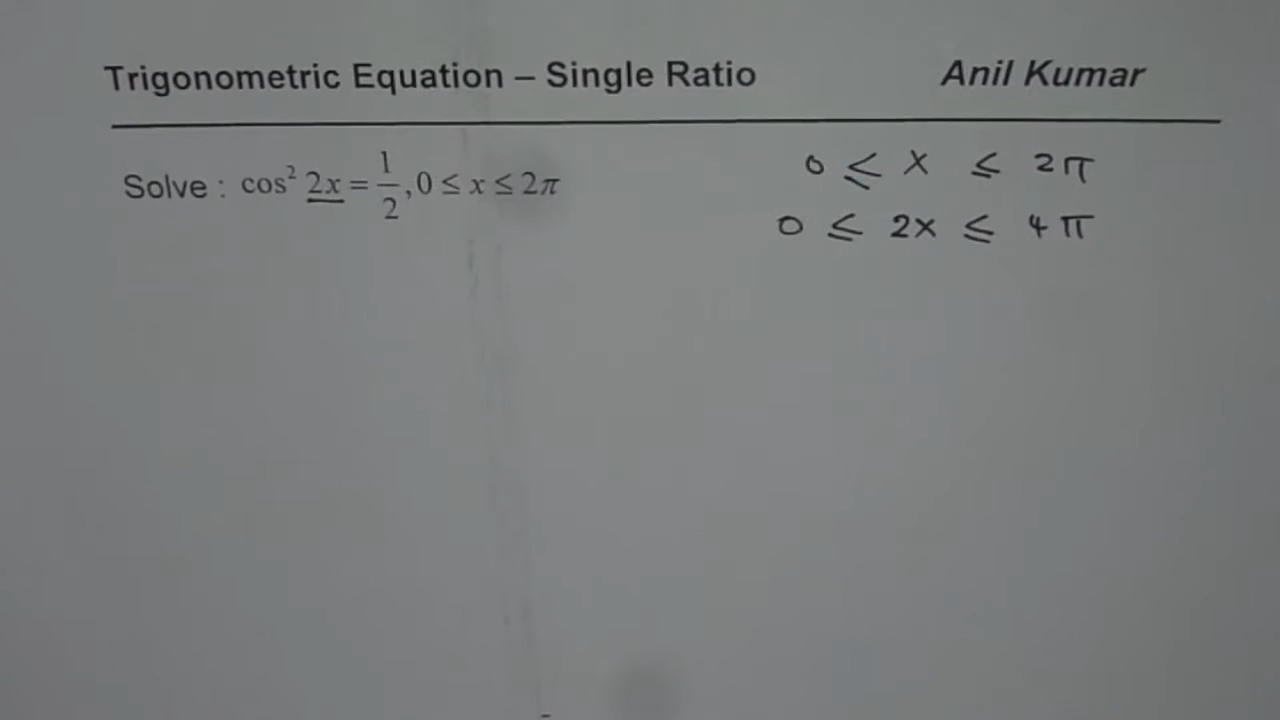 Trigonometric Equation – Single Ratio Anil Kumar
Solve : cos² 2x = 1/2, 0 ≤ x ≤ 2π
0 ≤ x ≤ 2π
0 ≤ 2x ≤ 4π